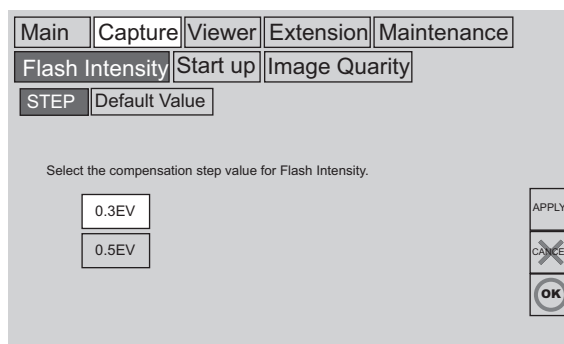 Main Capture Viewer Extension Maintenance
Flash Intensity Start up Image Quarity
STEP Default Value
Select the compensation step value for Flash Intensity.
0.3EV
0.5EV
APPLY
CANCE
OK